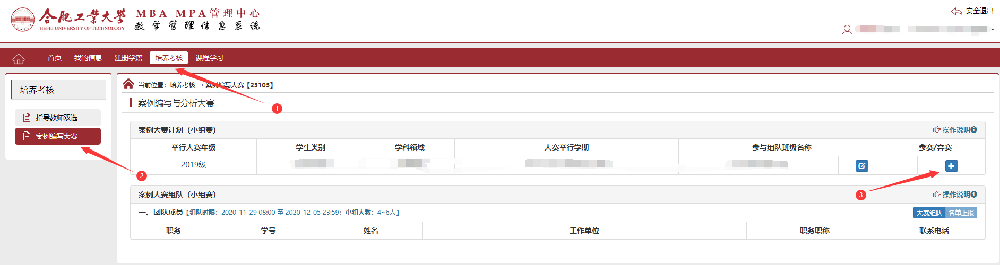 合肥工业大学
HEFEI UNIVERSITY OF TECHNOLOGY
MBA MPA管理中心
教学管理信息系统
安全退出
首页 我的信息 注册学籍 培养考核 课程学习
培养考核
指导教师双选
案例编写大赛
当前位置：培养考核 → 案例编写大赛【23105】
1
案例编写与分析大赛
2
案例大赛计划（小组赛）
操作说明
举行大赛年级 学生类别 学科领域 大赛举行学期 参与组队班级名称 参赛/弃赛
2019级 -
3
案例大赛组队（小组赛）
操作说明
一、团队成员【组队时限：2020-11-29 08:00 至 2020-12-05 23:59；小组人数：4~6人】
大赛组队 名单上报
职务 学号 姓名 工作单位 职务职称 联系电话